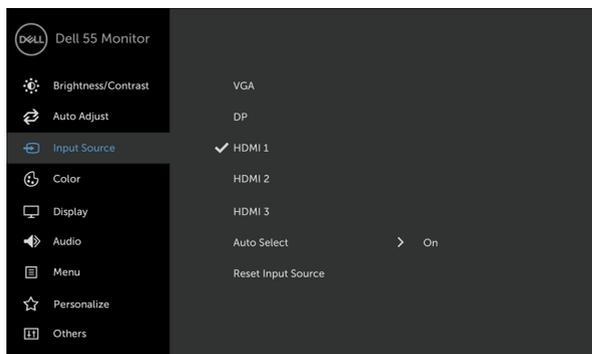 DELL Dell 55 Monitor
Brightness/Contrast VGA
Auto Adjust DP
Input Source HDMI 1
Color HDMI 2
Display HDMI 3
Audio Auto Select On
Menu Reset Input Source
Personalize
Others